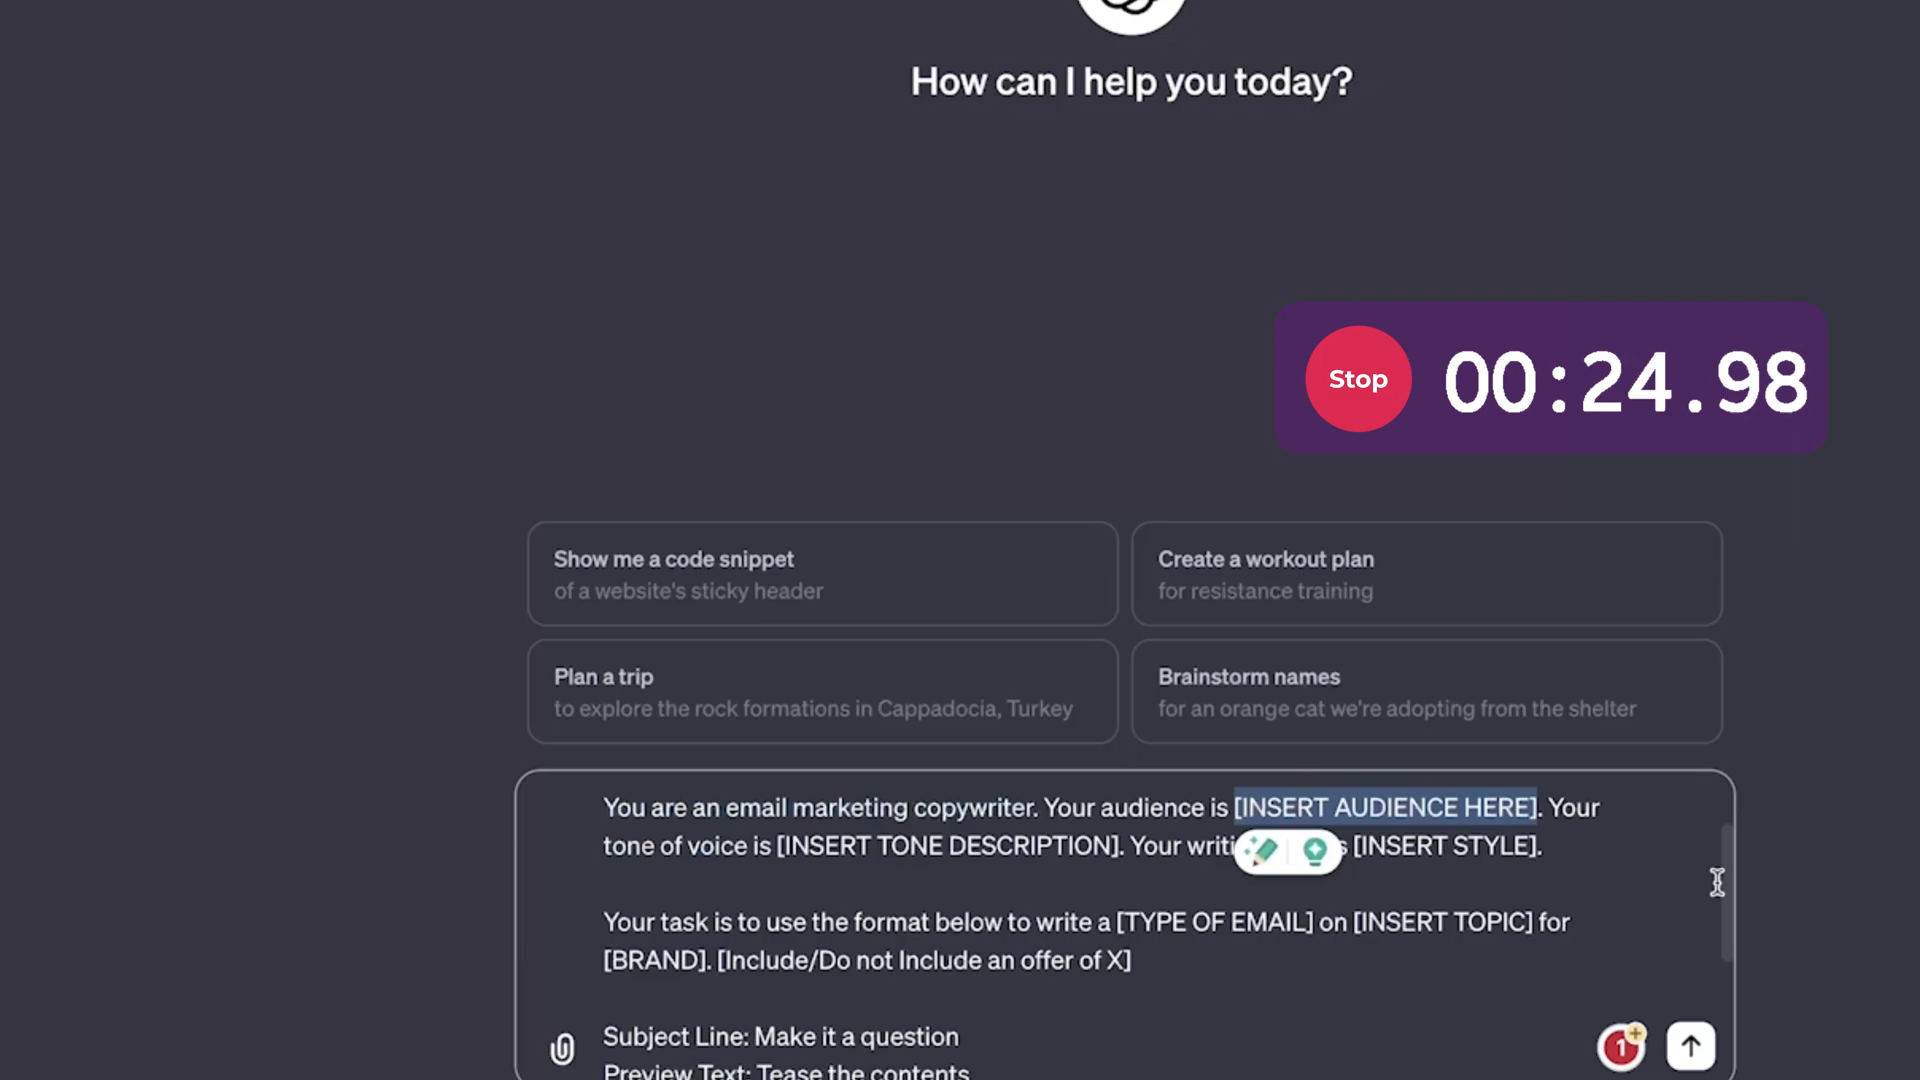 How can I help you today?
Stop 00:24.98
Show me a code snippet
of a website's sticky header
Create a workout plan
for resistance training
Plan a trip
to explore the rock formations in Cappadocia, Turkey
Brainstorm names
for an orange cat we're adopting from the shelter
You are an email marketing copywriter. Your audience is [INSERT AUDIENCE HERE]. Your
tone of voice is [INSERT TONE DESCRIPTION]. Your writi s [INSERT STYLE].
Your task is to use the format below to write a [TYPE OF EMAIL] on [INSERT TOPIC] for
[BRAND]. [Include/Do not Include an offer of X]
Subject Line: Make it a question
Preview Text: Tease the contents
1